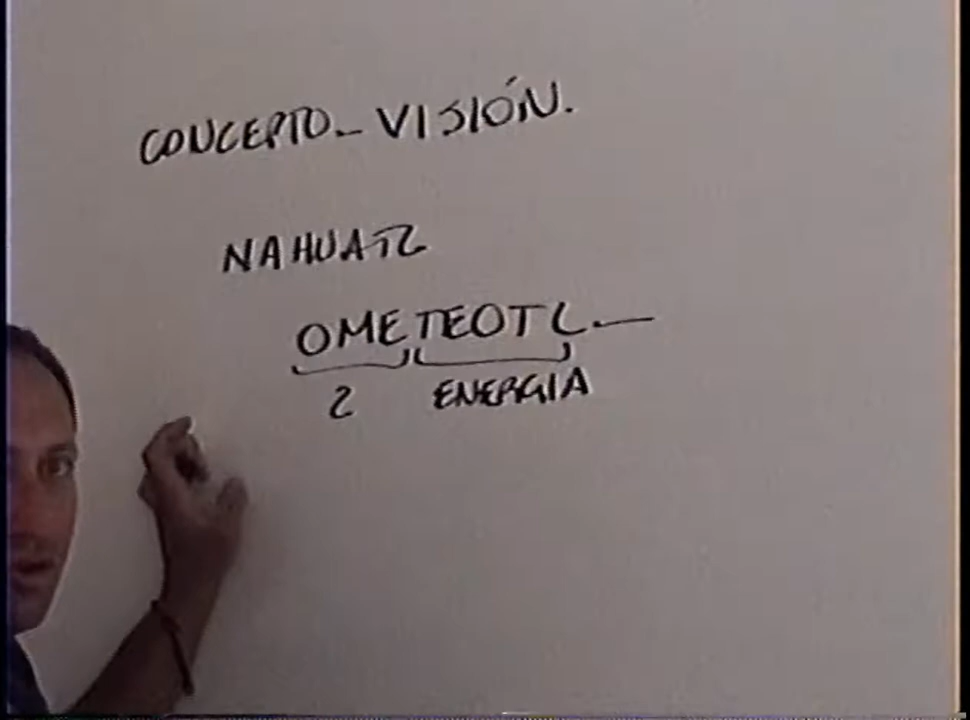 CONCEPTO_ VISIÓN.
NAHUATL
OMETEOTL.—
2 ENERGIA